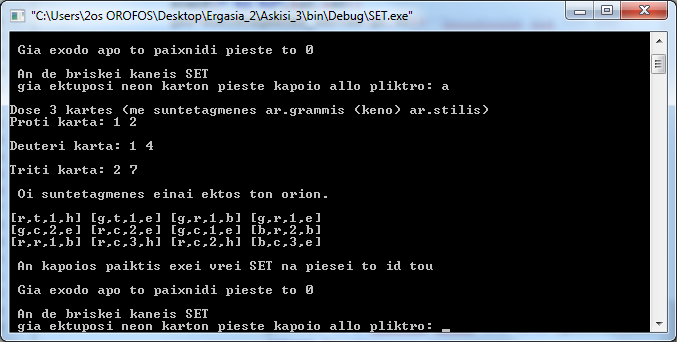 "C:\Users\2os OROFOS\Desktop\Ergasia_2\Askisi_3\bin\Debug\SET.exe"
Gia exodo apo to paixnidi pieste to 0
An de briskei kaneis SET
gia ektuposi neon karton pieste kapoio allo pliktro: a
Dose 3 kartes (me suntetagmenes ar.grammis (keno) ar.stilis)
Proti karta: 1 2
Deuteri karta: 1 4
Triti karta: 2 7
Oi suntetagmenes einai ektos ton orion.
[r,t,1,h] [g,t,1,e] [g,r,1,b] [g,r,1,e]
[g,c,2,e] [r,c,2,e] [g,c,1,e] [b,r,2,b]
[r,r,1,b] [r,c,3,h] [r,c,2,h] [b,c,3,e]
An kapoios paiktis exei vrei SET na piesei to id tou
Gia exodo apo to paixnidi pieste to 0
An de briskei kaneis SET
gia ektuposi neon karton pieste kapoio allo pliktro: _